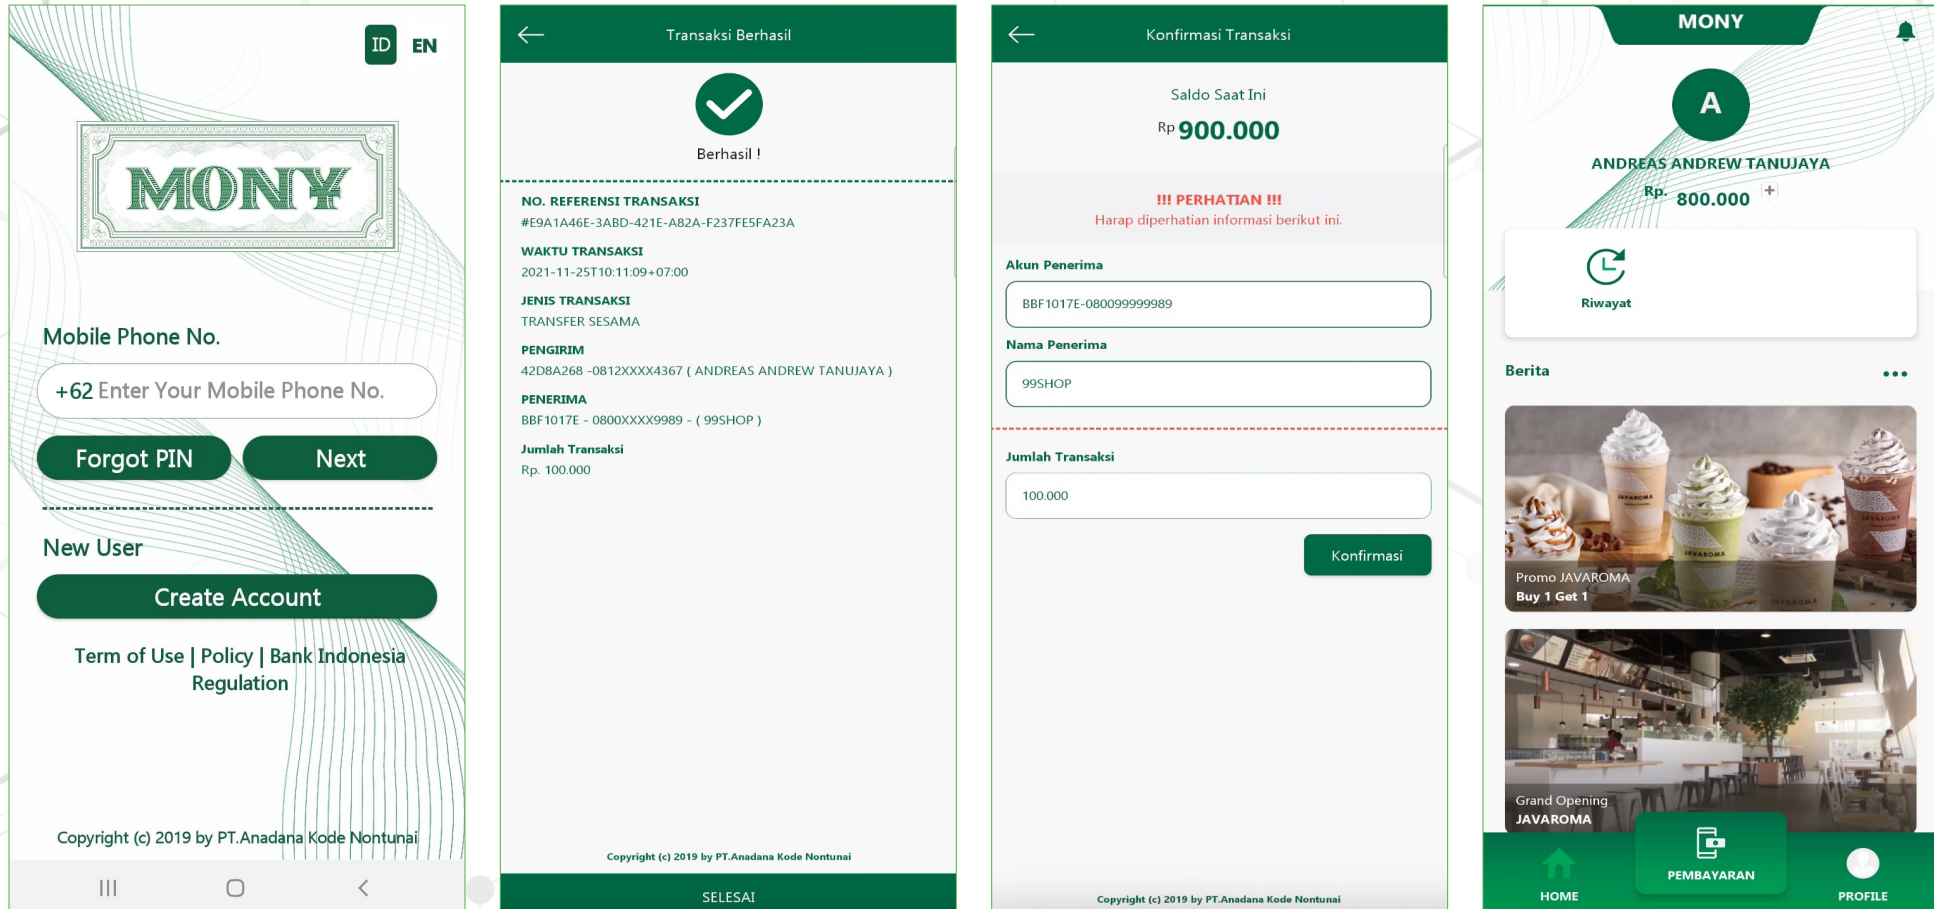 ID EN
MONY
Mobile Phone No.
+62 Enter Your Mobile Phone No.
Forgot PIN
Next
New User
Create Account
Term of Use | Policy | Bank Indonesia
Regulation
Copyright (c) 2019 by PT.Anadana Kode Nontunai
Transaksi Berhasil
Berhasil !
NO. REFERENSI TRANSAKSI
#E9A1A46E-3ABD-421E-A82A-F237FE5FA23A
WAKTU TRANSAKSI
2021-11-25T10:11:09+07:00
JENIS TRANSAKSI
TRANSFER SESAMA
PENGIRIM
42D8A268 -0812XXXX4367 ( ANDREAS ANDREW TANUJAYA )
PENERIMA
BBF1017E - 0800XXXX9989 - ( 99SHOP )
Jumlah Transaksi
Rp. 100.000
Copyright (c) 2019 by PT.Anadana Kode Nontunai
SELESAI
Konfirmasi Transaksi
Saldo Saat Ini
Rp 900.000
!!! PERHATIAN !!!
Harap diperhatian informasi berikut ini.
Akun Penerima
BBF1017E-080099999989
Nama Penerima
99SHOP
Jumlah Transaksi
100.000
Konfirmasi
Copyright (c) 2019 by PT.Anadana Kode Nontunai
MONY
A
ANDREAS ANDREW TANUJAYA
Rp. 800.000 +
Riwayat
Berita
JAVAROMA
JAVAROMA
JAVAROMA
JAVAROMA
Promo JAVAROMA
Buy 1 Get 1
Grand Opening
JAVAROMA
HOME
PEMBAYARAN
PROFILE